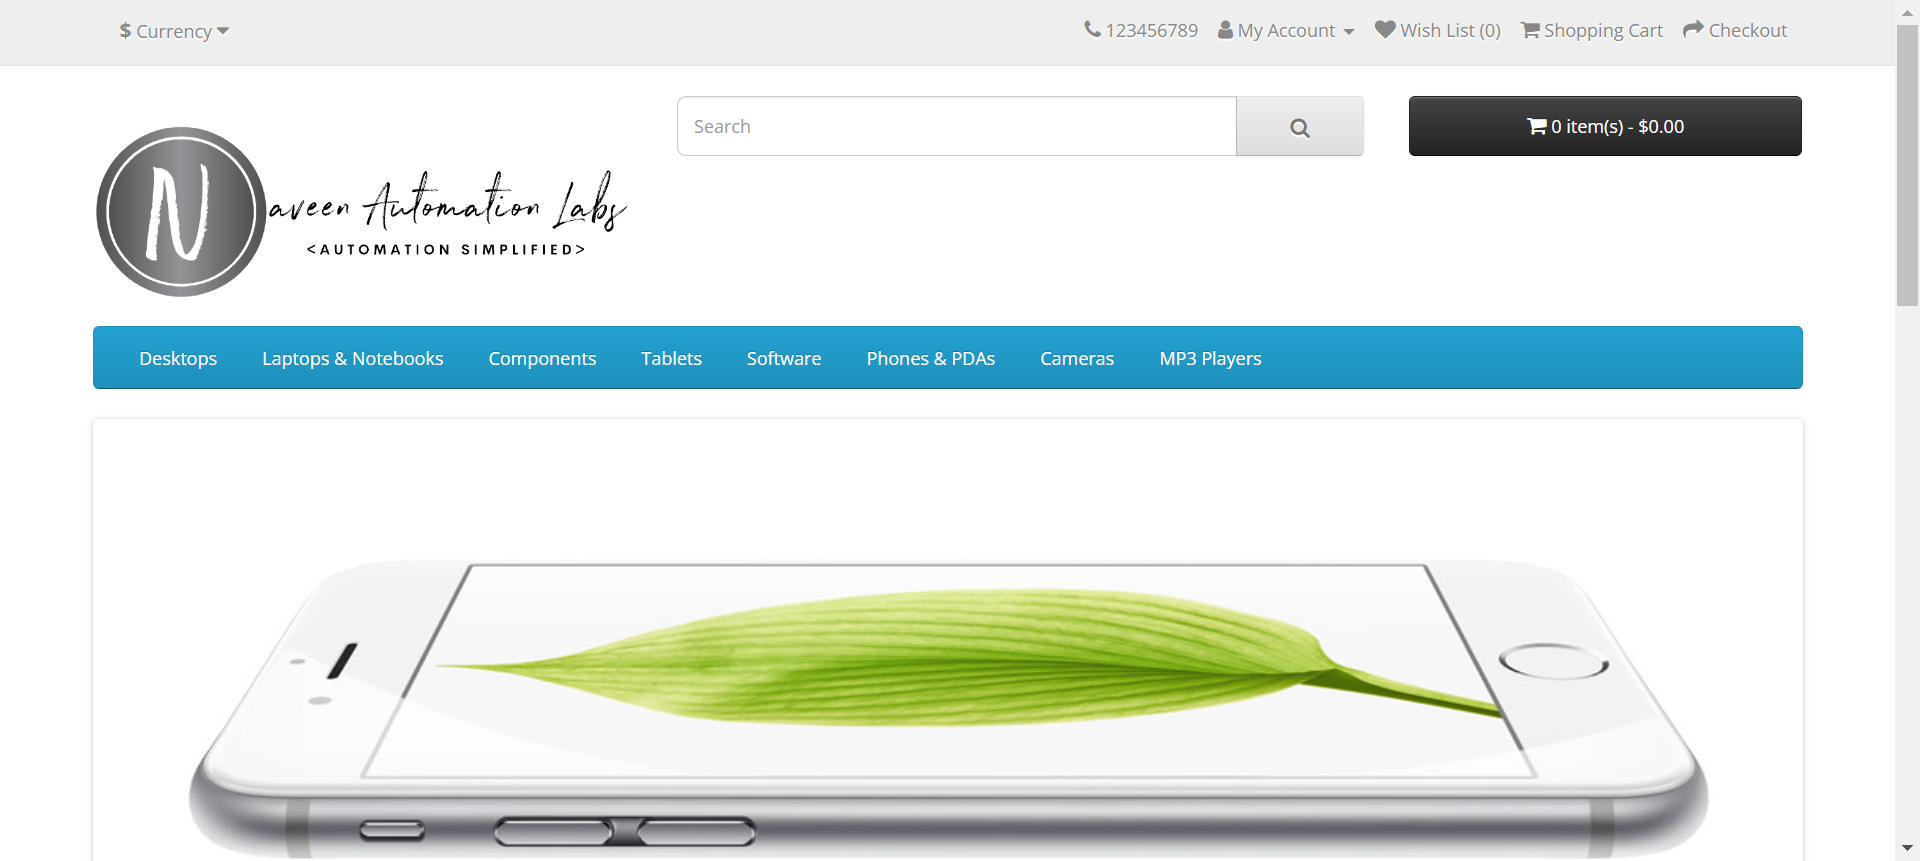 $ Currency
123456789 My Account Wish List (0) Shopping Cart Checkout
Search
0 item(s) - $0.00
Naveen Automation Labs
<AUTOMATION SIMPLIFIED>
Desktops Laptops & Notebooks Components Tablets Software Phones & PDAs Cameras MP3 Players